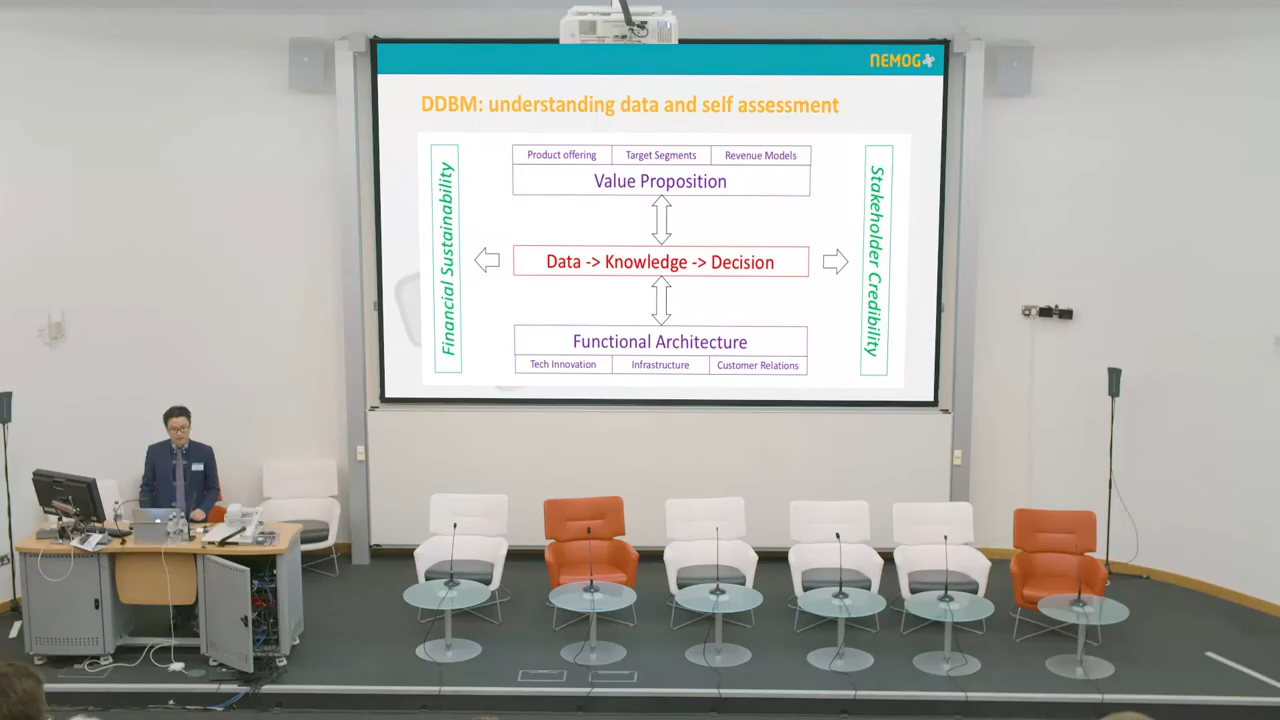 NEMOG
DDBM: understanding data and self assessment
Product offering
Target Segments
Revenue Models
Value Proposition
Financial Sustainability
Data -> Knowledge -> Decision
Stakeholder Credibility
Functional Architecture
Tech Innovation
Infrastructure
Customer Relations